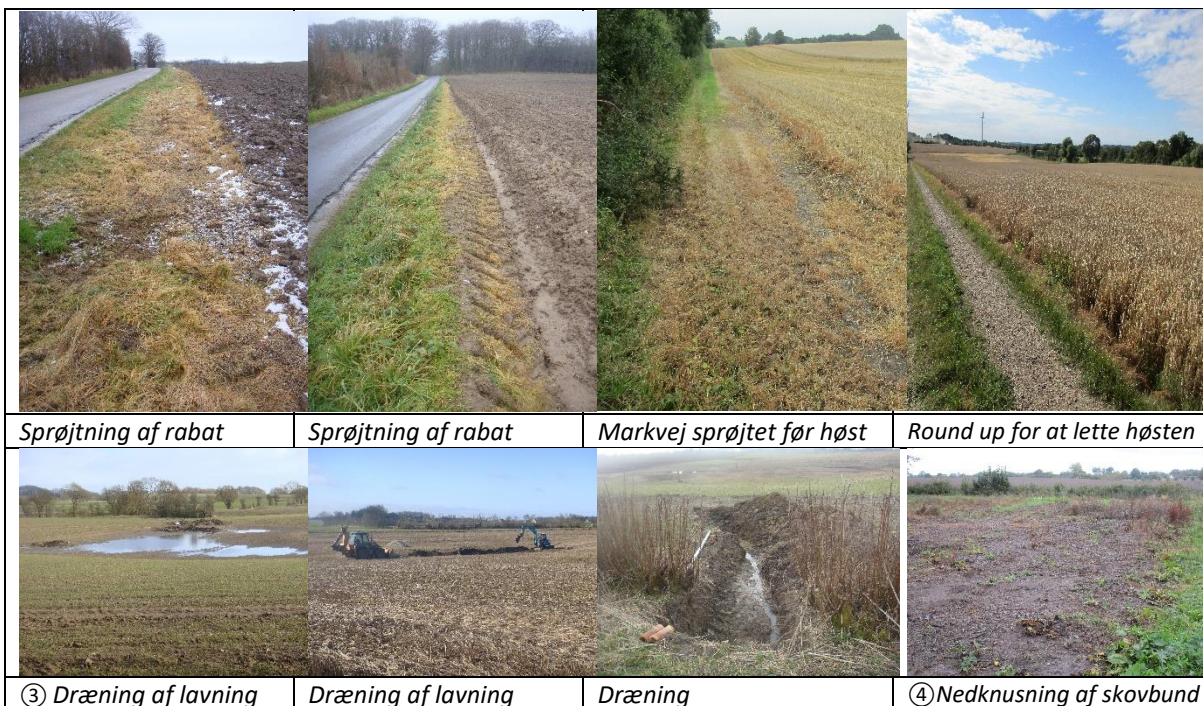 Sprøjtning af rabat
Sprøjtning af rabat
Markvej sprøjtet før høst
Round up for at lette høsten
③ Dræning af lavning
Dræning af lavning
Dræning
④Nedknusning af skovbund